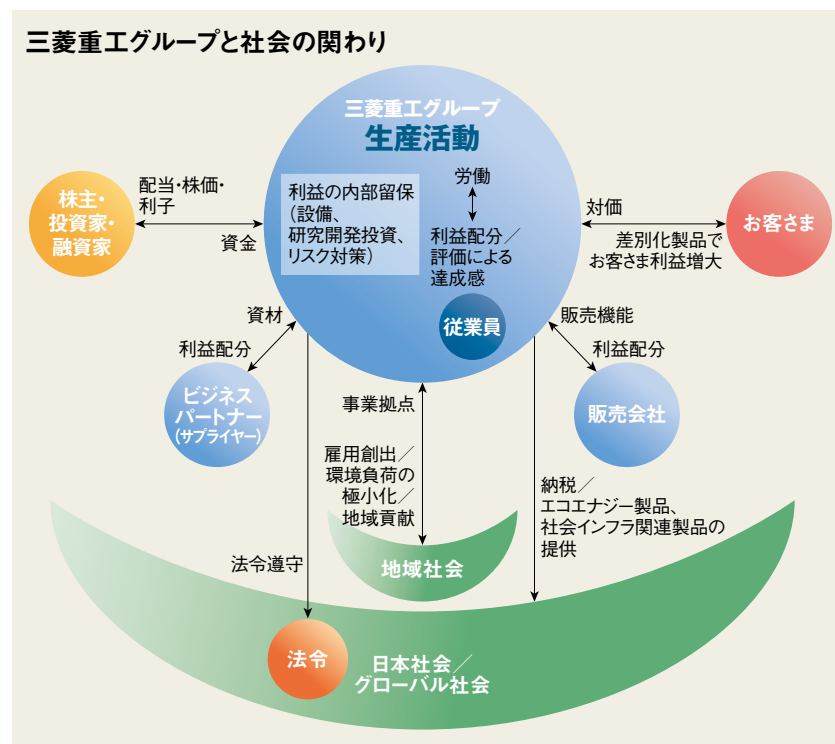 三菱重工グループと社会の関わり
三菱重工グループ
生産活動
利益の内部留保
（設備、
研究開発投資、
リスク対策）
労働
利益配分／
評価による
達成感
従業員
株主・
投資家・
融資家
配当・株価・
利子
資金
対価
差別化製品で
お客さま利益増大
お客さま
資材
利益配分
ビジネス
パートナー
（サプライヤー）
販売機能
利益配分
販売会社
事業拠点
雇用創出／
環境負荷の
極小化／
地域貢献
地域社会
納税／
エコエナジー製品、
社会インフラ関連製品の
提供
法令遵守
法令
日本社会／
グローバル社会